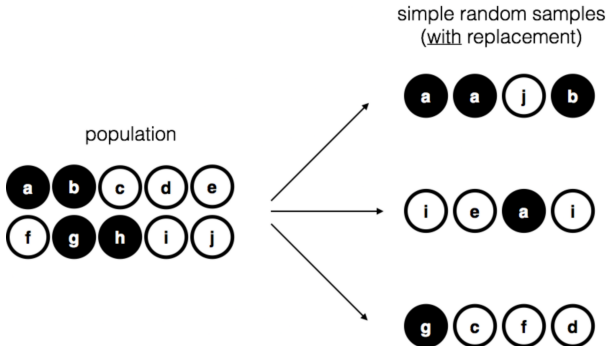 simple random samples
(with replacement)
a a j b
population
a b c d e
f g h i j
i e a i
g c f d